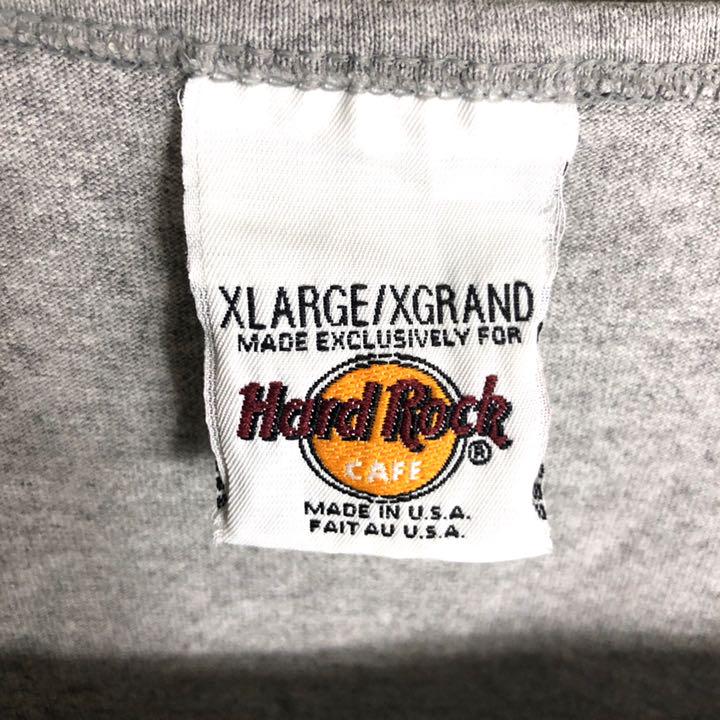 XLARGE/XGRAND
MADE EXCLUSIVELY FOR
Hard Rock
CAFE ®
MADE IN U.S.A.
FAIT AU U.S.A.